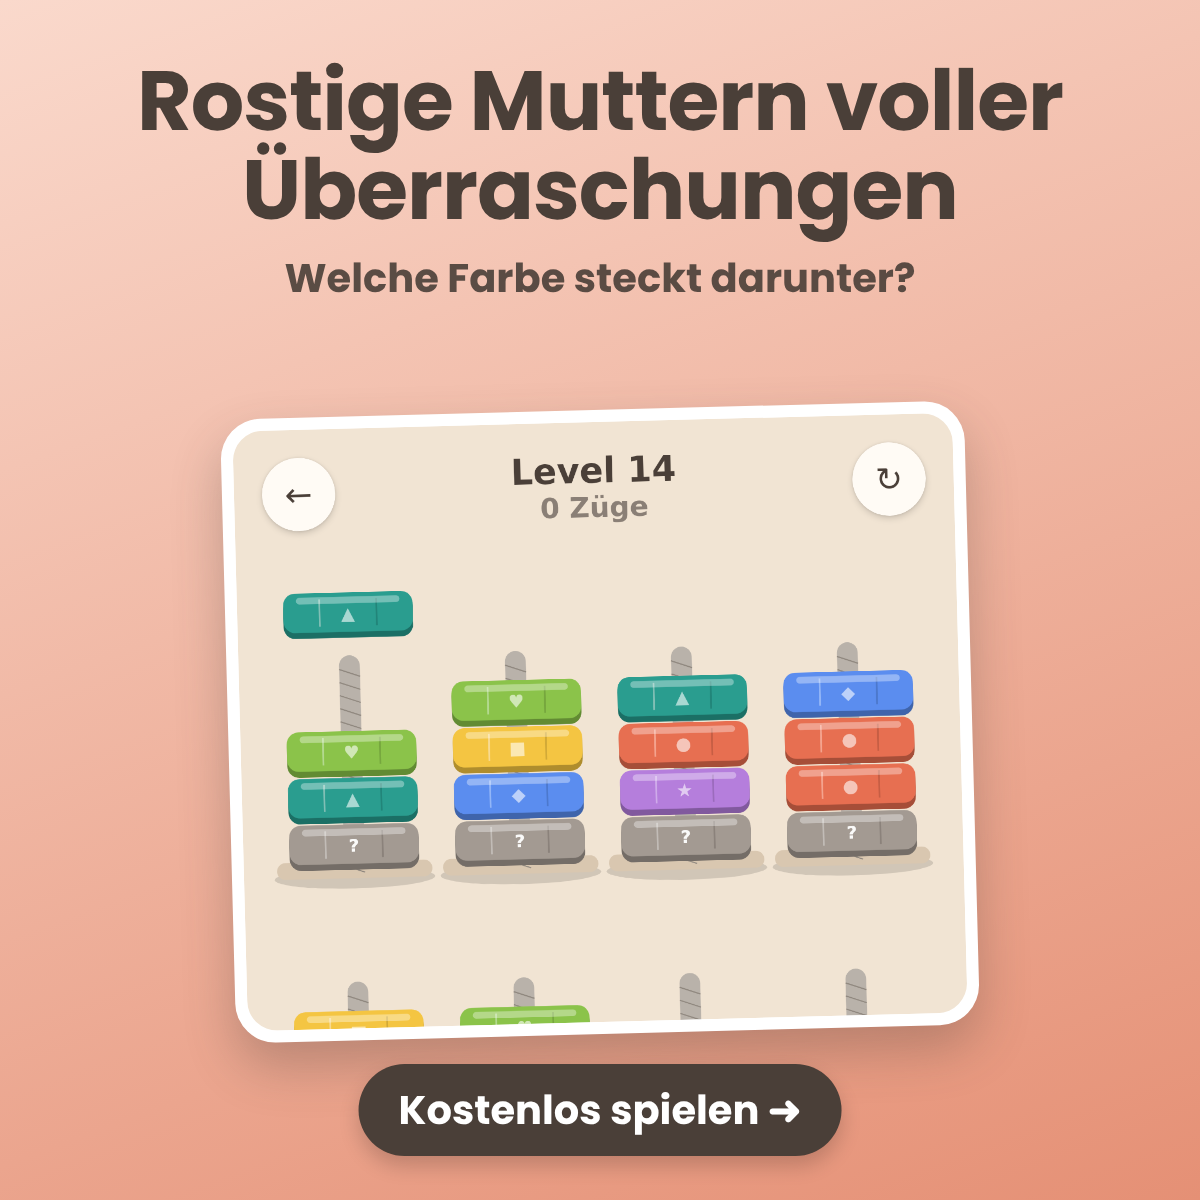 Rostige Muttern voller
Überraschungen
Welche Farbe steckt darunter?
Level 14
0 Züge
? ? ? ?
Kostenlos spielen →